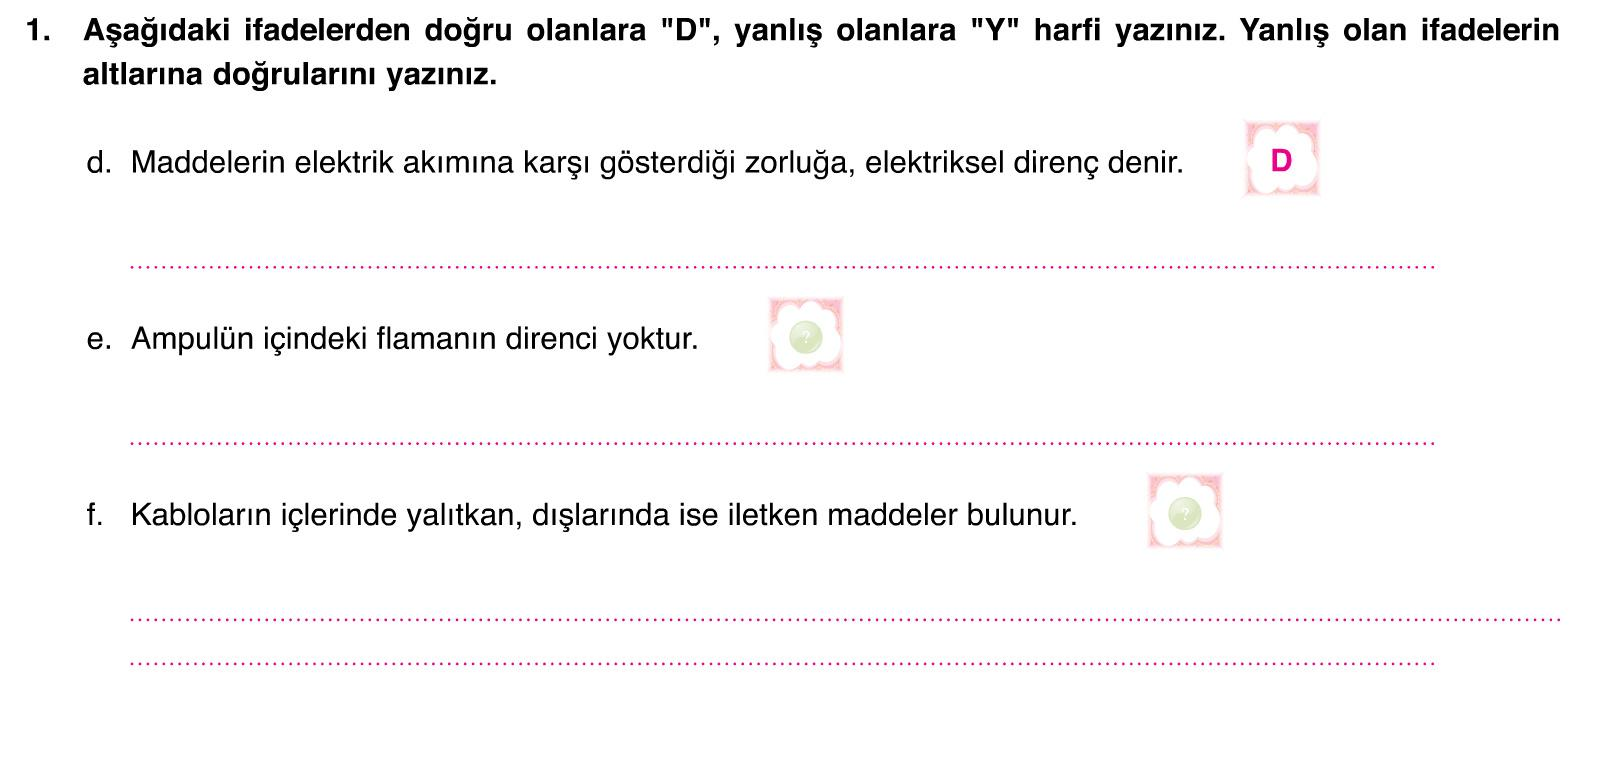 1. Aşağıdaki ifadelerden doğru olanlara "D", yanlış olanlara "Y" harfi yazınız. Yanlış olan ifadelerin
altlarına doğrularını yazınız.
d. Maddelerin elektrik akımına karşı gösterdiği zorluğa, elektriksel direnç denir. D
e. Ampulün içindeki flamanın direnci yoktur. ?
f. Kabloların içlerinde yalıtkan, dışlarında ise iletken maddeler bulunur. ?